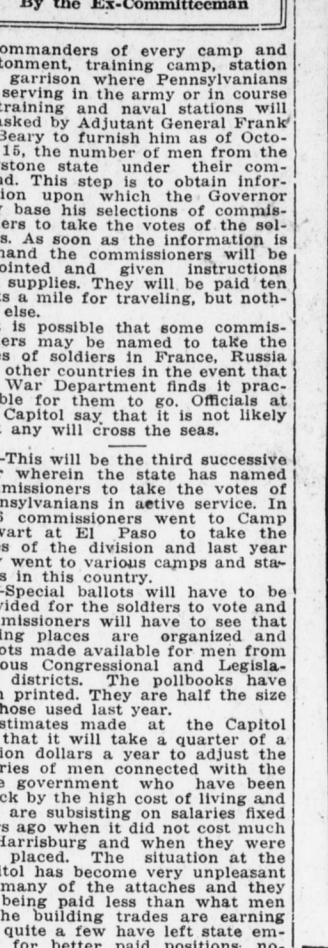 By the Ex-Committeeman
ommanders of every camp and
tonment, training camp, station
garrison where Pennsylvanians
serving in the army or in course
training and naval stations will
asked by Adjutant General Frank
Beary to furnish him as of Octo-
15, the number of men from the
stone state under their com-
nd. This step is to obtain infor-
ion upon which the Governor
base his selections of commis-
ers to take the votes of the sol-
s. As soon as the information is
hand the commissioners will be
ointed and given instructions
supplies. They will be paid ten
ts a mile for traveling, but noth-
else.
is possible that some commis-
ers may be named to take the
es of soldiers in France, Russia
other countries in the event that
War Department finds it prac-
ble for them to go. Officials at
Capitol say that it is not likely
any will cross the seas.
-This will be the third successive
r wherein the state has named
missioners to take the votes of
nsylvanians in active service. In
6 commissioners went to Camp
wart at El Paso to take the
es of the division and last year
went to various camps and sta-
s in this country.
-Special ballots will have to be
vided for the soldiers to vote and
missioners will have to see that
ing places are organized and
ots made available for men from
ous Congressional and Legisla-
districts. The pollbooks have
n printed. They are half the size
hose used last year.
stimates made at the Capitol
that it will take a quarter of a
ion dollars a year to adjust the
ries of men connected with the
e government who have been
ck by the high cost of living and
are subsisting on salaries fixed
rs ago when it did not cost much
Harrisburg and when they were
placed. The situation at the
itol has become very unpleasant
many of the attaches and they
being paid less than what men
he building trades are earning
quite a few have left state em-
for better paid positions no-